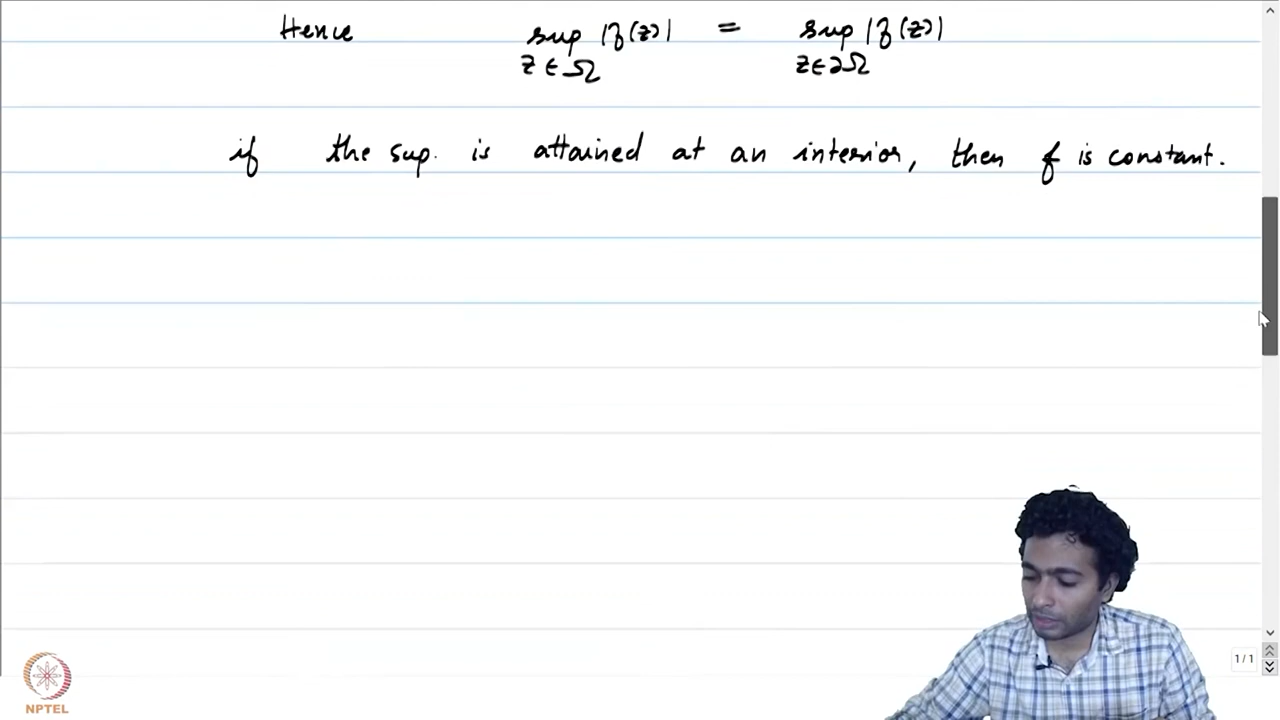 Hence sup |f(z)| = sup |f(z)|
z ∈ Ω z∈∂Ω
if the sup. is attained at an interior, then f is constant.
1/1
NPTEL